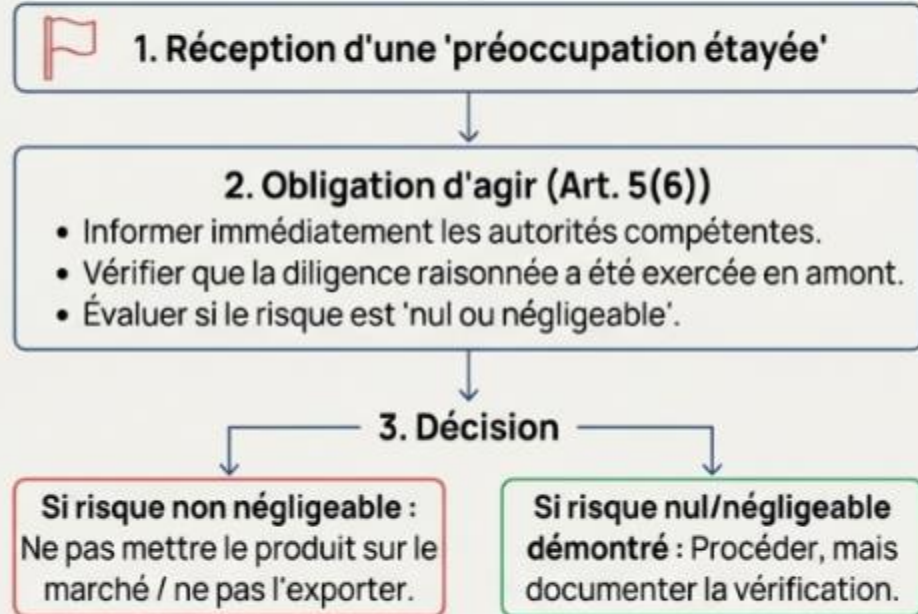 1. Réception d'une 'préoccupation étayée'
2. Obligation d'agir (Art. 5(6))
• Informer immédiatement les autorités compétentes.
• Vérifier que la diligence raisonnée a été exercée en amont.
• Évaluer si le risque est 'nul ou négligeable'.
3. Décision
Si risque non négligeable :
Ne pas mettre le produit sur le
marché / ne pas l'exporter.
Si risque nul/négligeable
démontré : Procéder, mais
documenter la vérification.